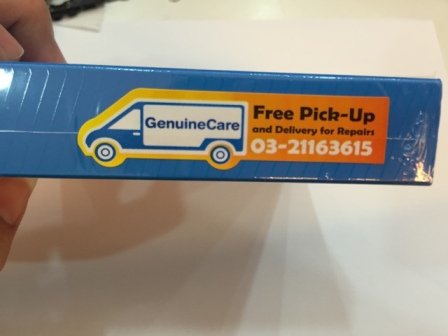 GenuineCare
Free Pick-Up
and Delivery for Repairs
03-21163615